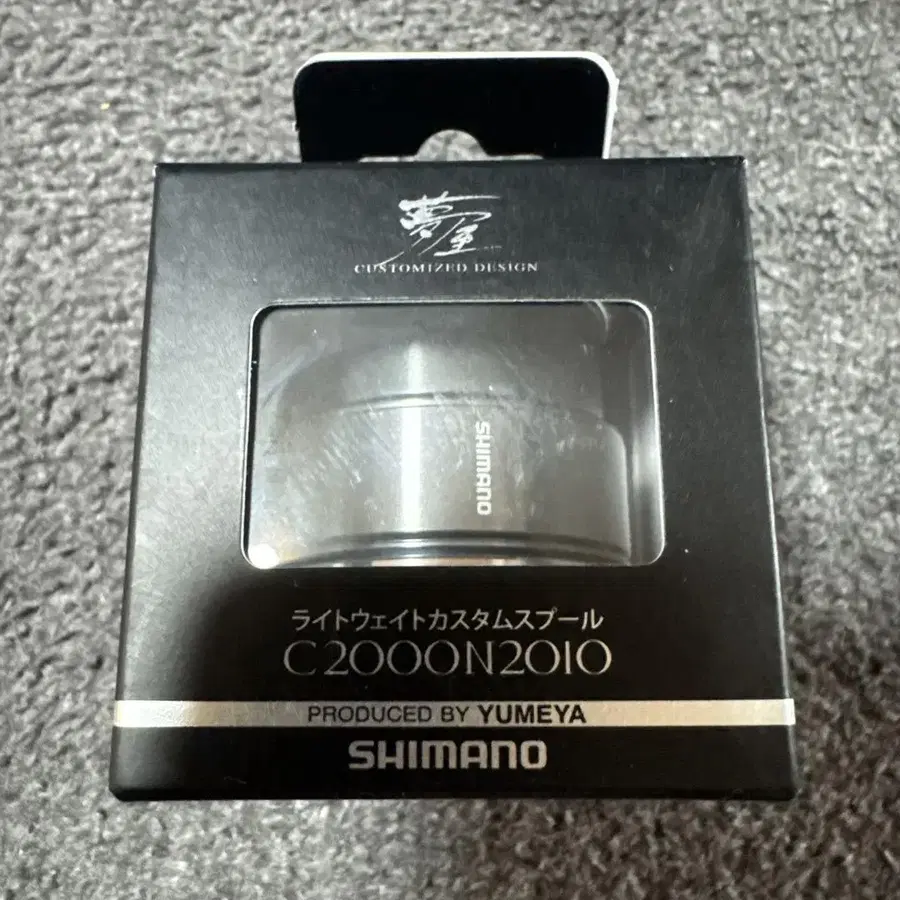 夢屋
CUSTOMIZED DESIGN
SHIMANO
ライトウェイトカスタムスプール
C2000N2010
PRODUCED BY YUMEYA
SHIMANO